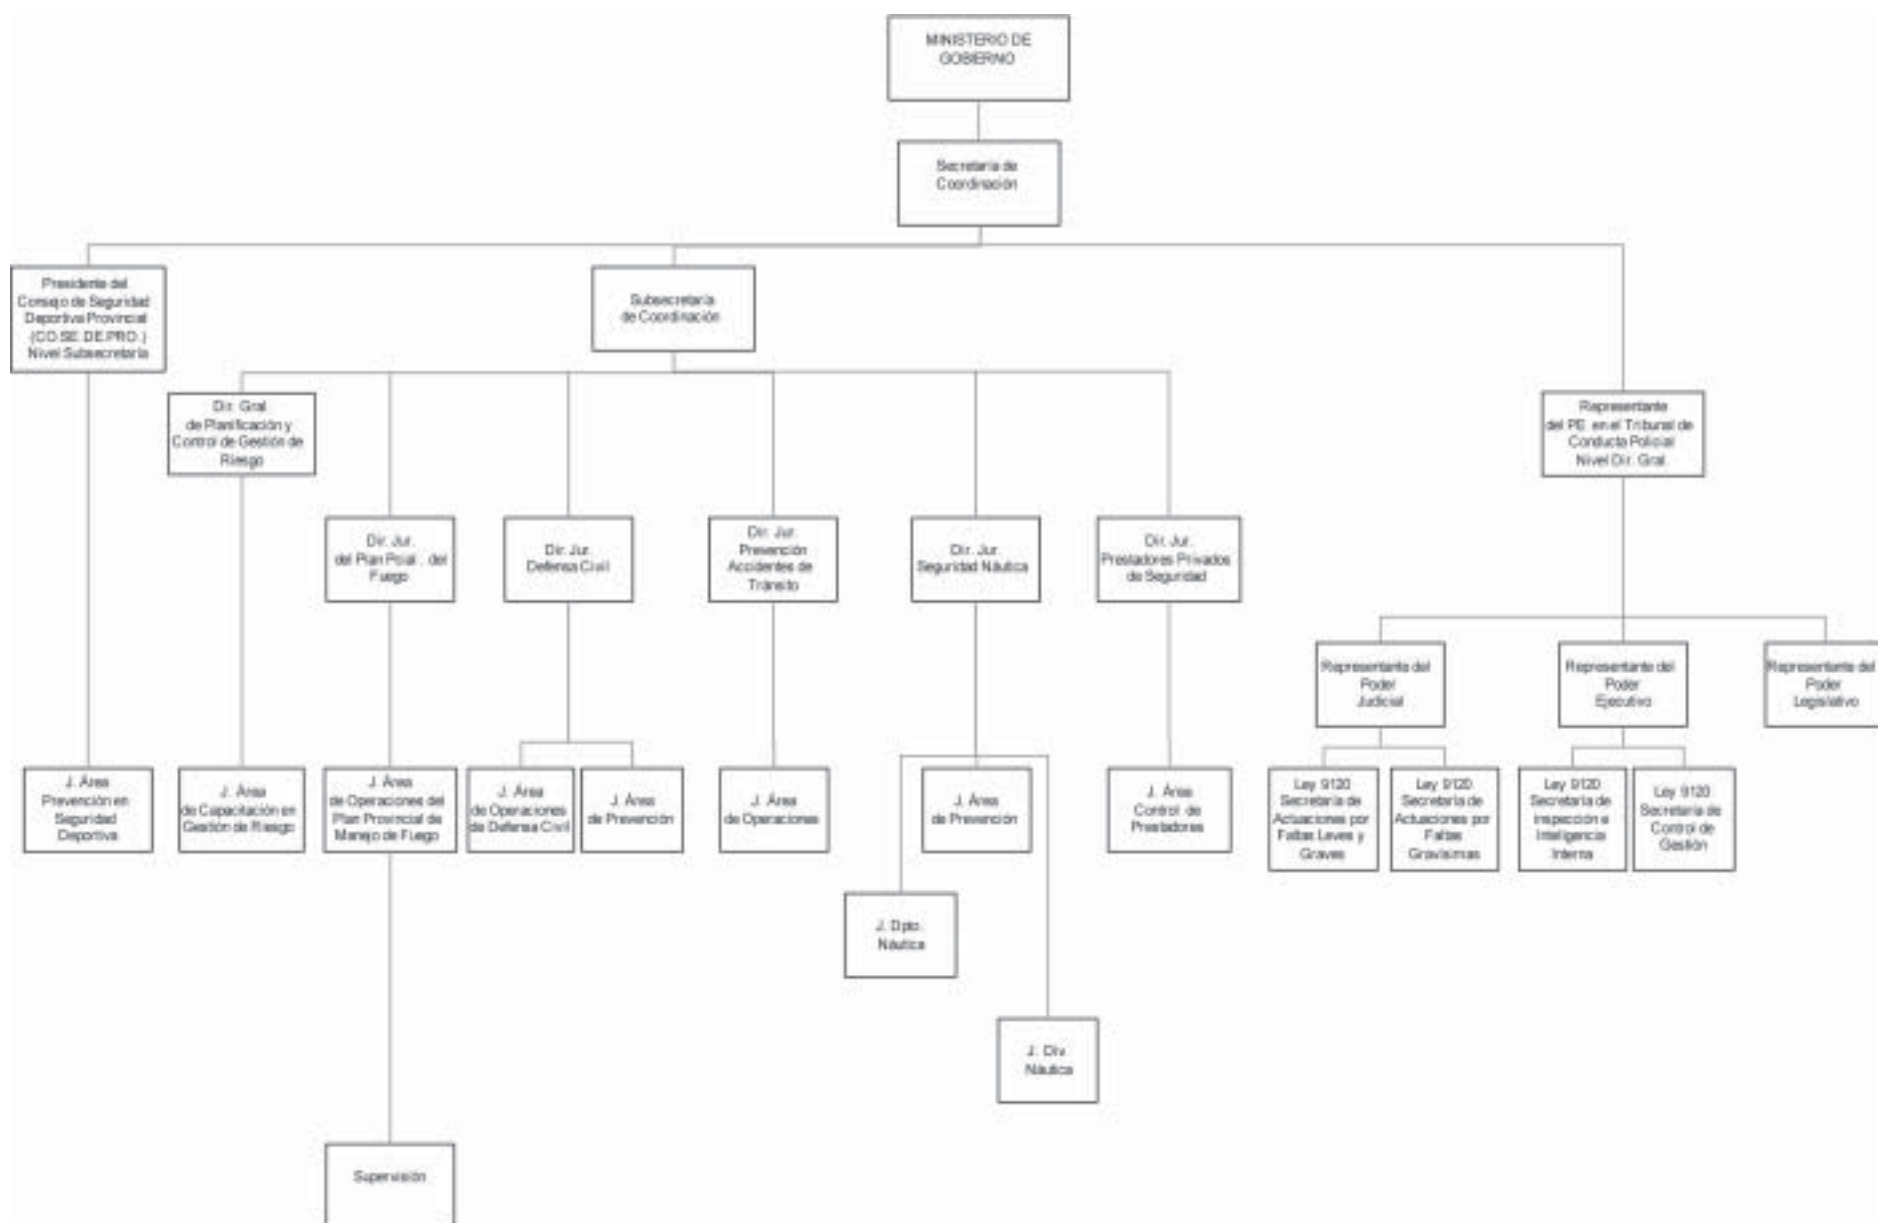 MINISTERIO DE
GOBIERNO
Secretaría de
Coordinación
Presidente del
Consejo de Seguridad
Deportiva Provincial
(CO.SE.DE.PRO.)
Nivel Subsecretaría
Subsecretaría
de Coordinación
Dir. Gral.
de Planificación y
Control de Gestión de
Riesgo
Representante
del PE en el Tribunal de
Conducta Policial
Nivel Dir. Gral.
Dir. Jur.
del Plan Pcial . del
Fuego
Dir. Jur.
Defensa Civil
Dir. Jur.
Prevención
Accidentes de
Tránsito
Dir. Jur.
Seguridad Náutica
Dir. Jur.
Prestadores Privados
de Seguridad
Representante del
Poder
Judicial
Representante del
Poder
Ejecutivo
Representante del
Poder
Legislativo
J. Área
Prevención en
Seguridad
Deportiva
J. Área
de Capacitación en
Gestión de Riesgo
J. Área
de Operaciones del
Plan Provincial de
Manejo de Fuego
J. Área
de Operaciones
de Defensa Civil
J. Área
de Prevención
J. Área
de Operaciones
J. Área
de Prevención
J. Área
Control de
Prestadores
Ley 9120
Secretaría de
Actuaciones por
Faltas Leves y
Graves
Ley 9120
Secretaría de
Actuaciones por
Faltas
Gravísimas
Ley 9120
Secretaría de
inspección e
Inteligencia
Interna
Ley 9120
Secretaría de
Control de
Gestión
J. Dpto.
Náutica
J. Div.
Náutica
Supervisión